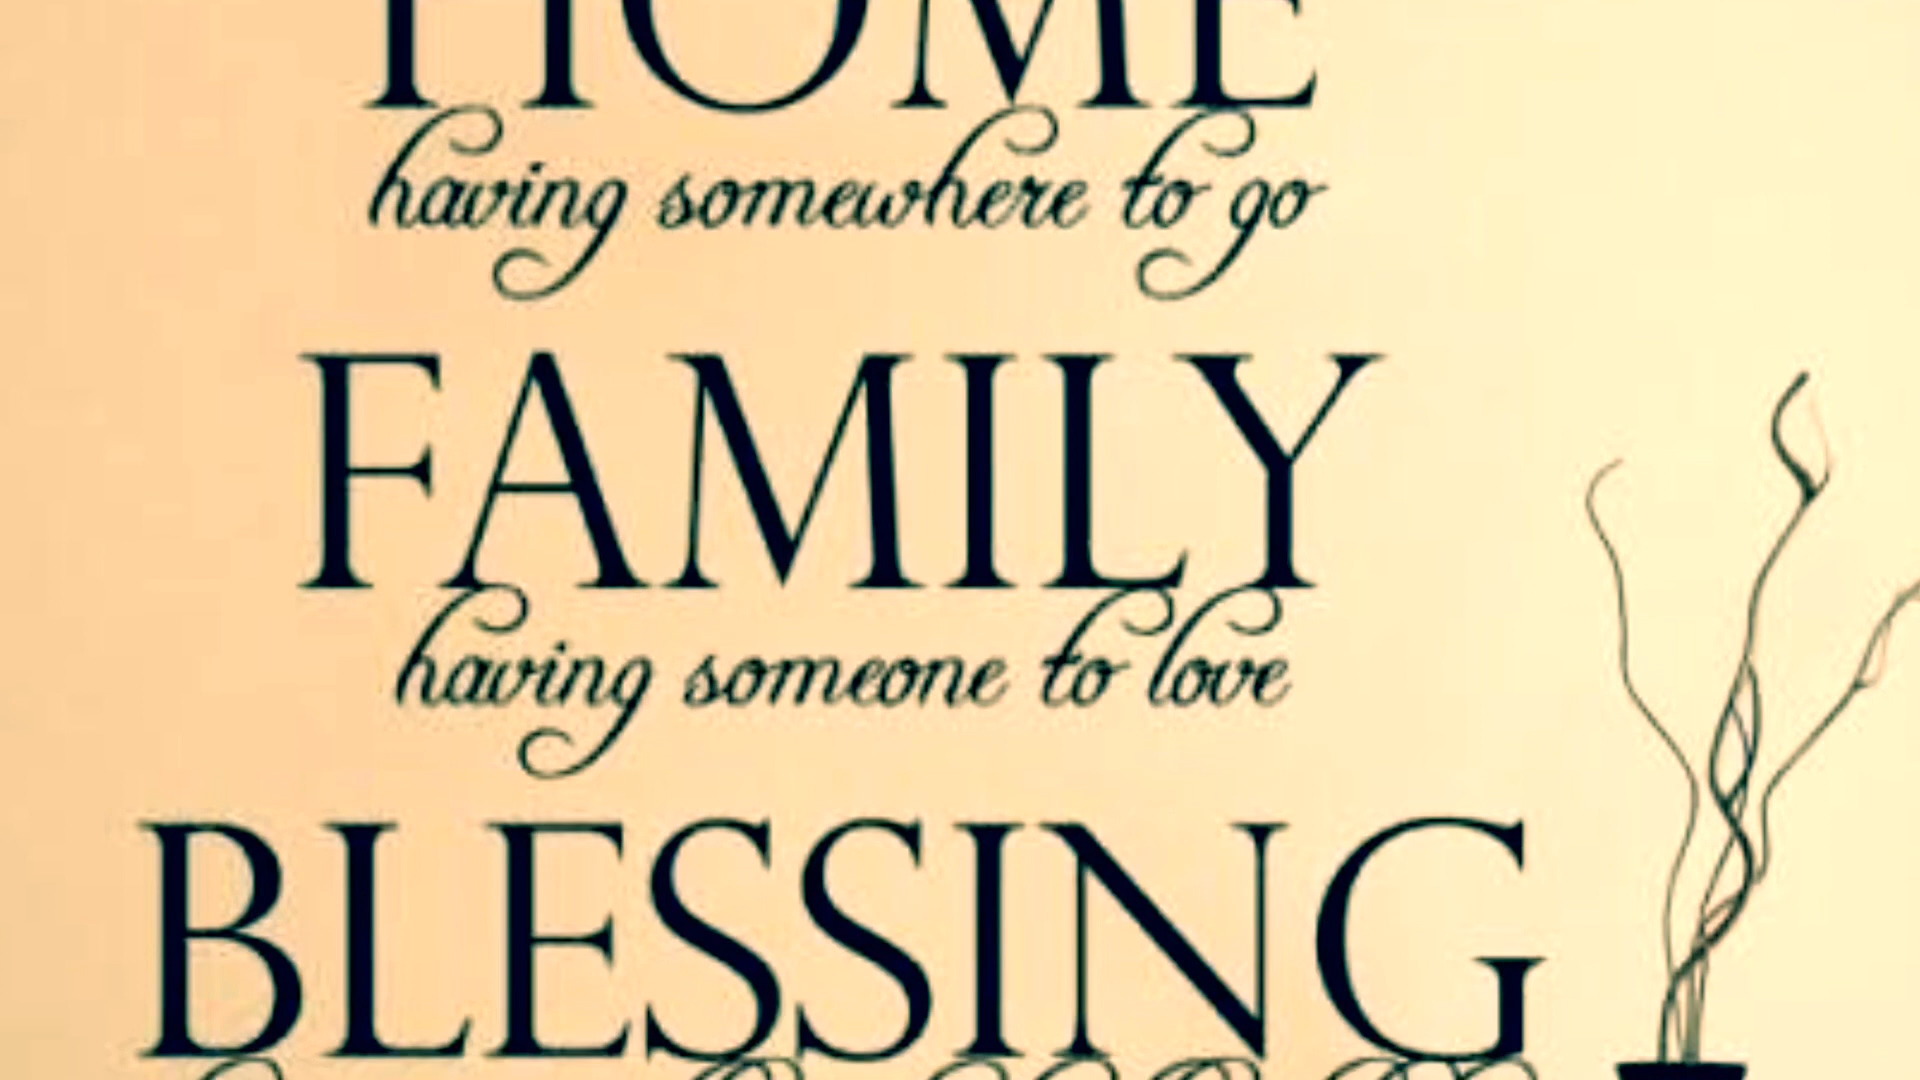 HOME
having somewhere to go
FAMILY
having someone to love
BLESSING